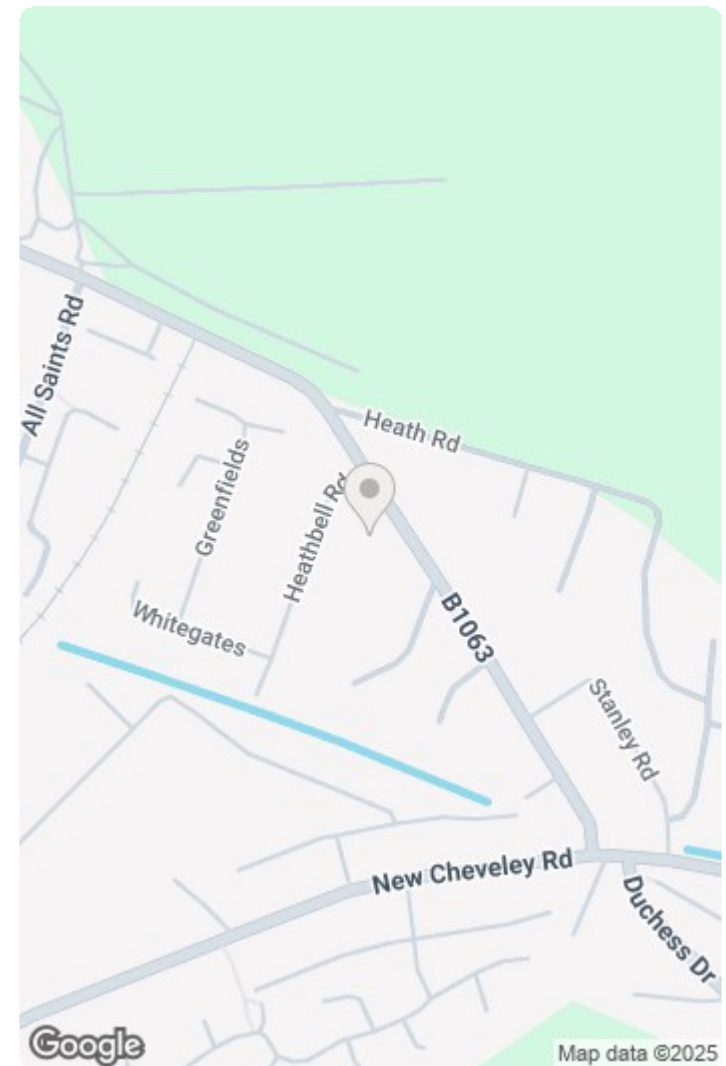 All Saints Rd
Heath Rd
Greenfields
Heathbell Rd
Whitegates
B1063
Stanley Rd
New Cheveley Rd
Duchess Dr
Google
Map data ©2025